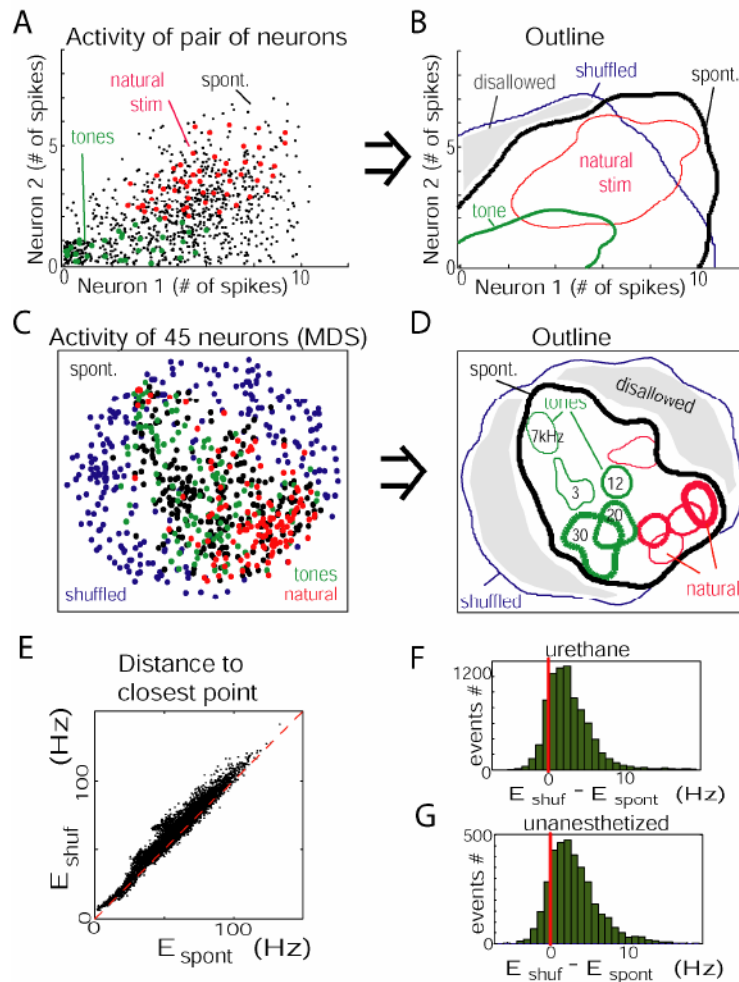 A
Activity of pair of neurons
natural
stim
spont.
tones
5
0
0
5
10
Neuron 2 (# of spikes)
Neuron 1 (# of spikes)
B
Outline
shuffled
spont.
disallowed
natural
stim
tone
5
0
0
5
10
Neuron 2 (# of spikes)
Neuron 1 (# of spikes)
C
Activity of 45 neurons (MDS)
spont.
shuffled
tones
natural
D
Outline
spont.
disallowed
tones
7kHz
3
12
20
30
shuffled
natural
E
Distance to
closest point
E shuf (Hz)
100
0
0
100
E spont (Hz)
F
urethane
events #
1200
0
0
10
E shuf - E spont (Hz)
G
unanesthetized
events #
500
0
0
10
E shuf - E spont (Hz)